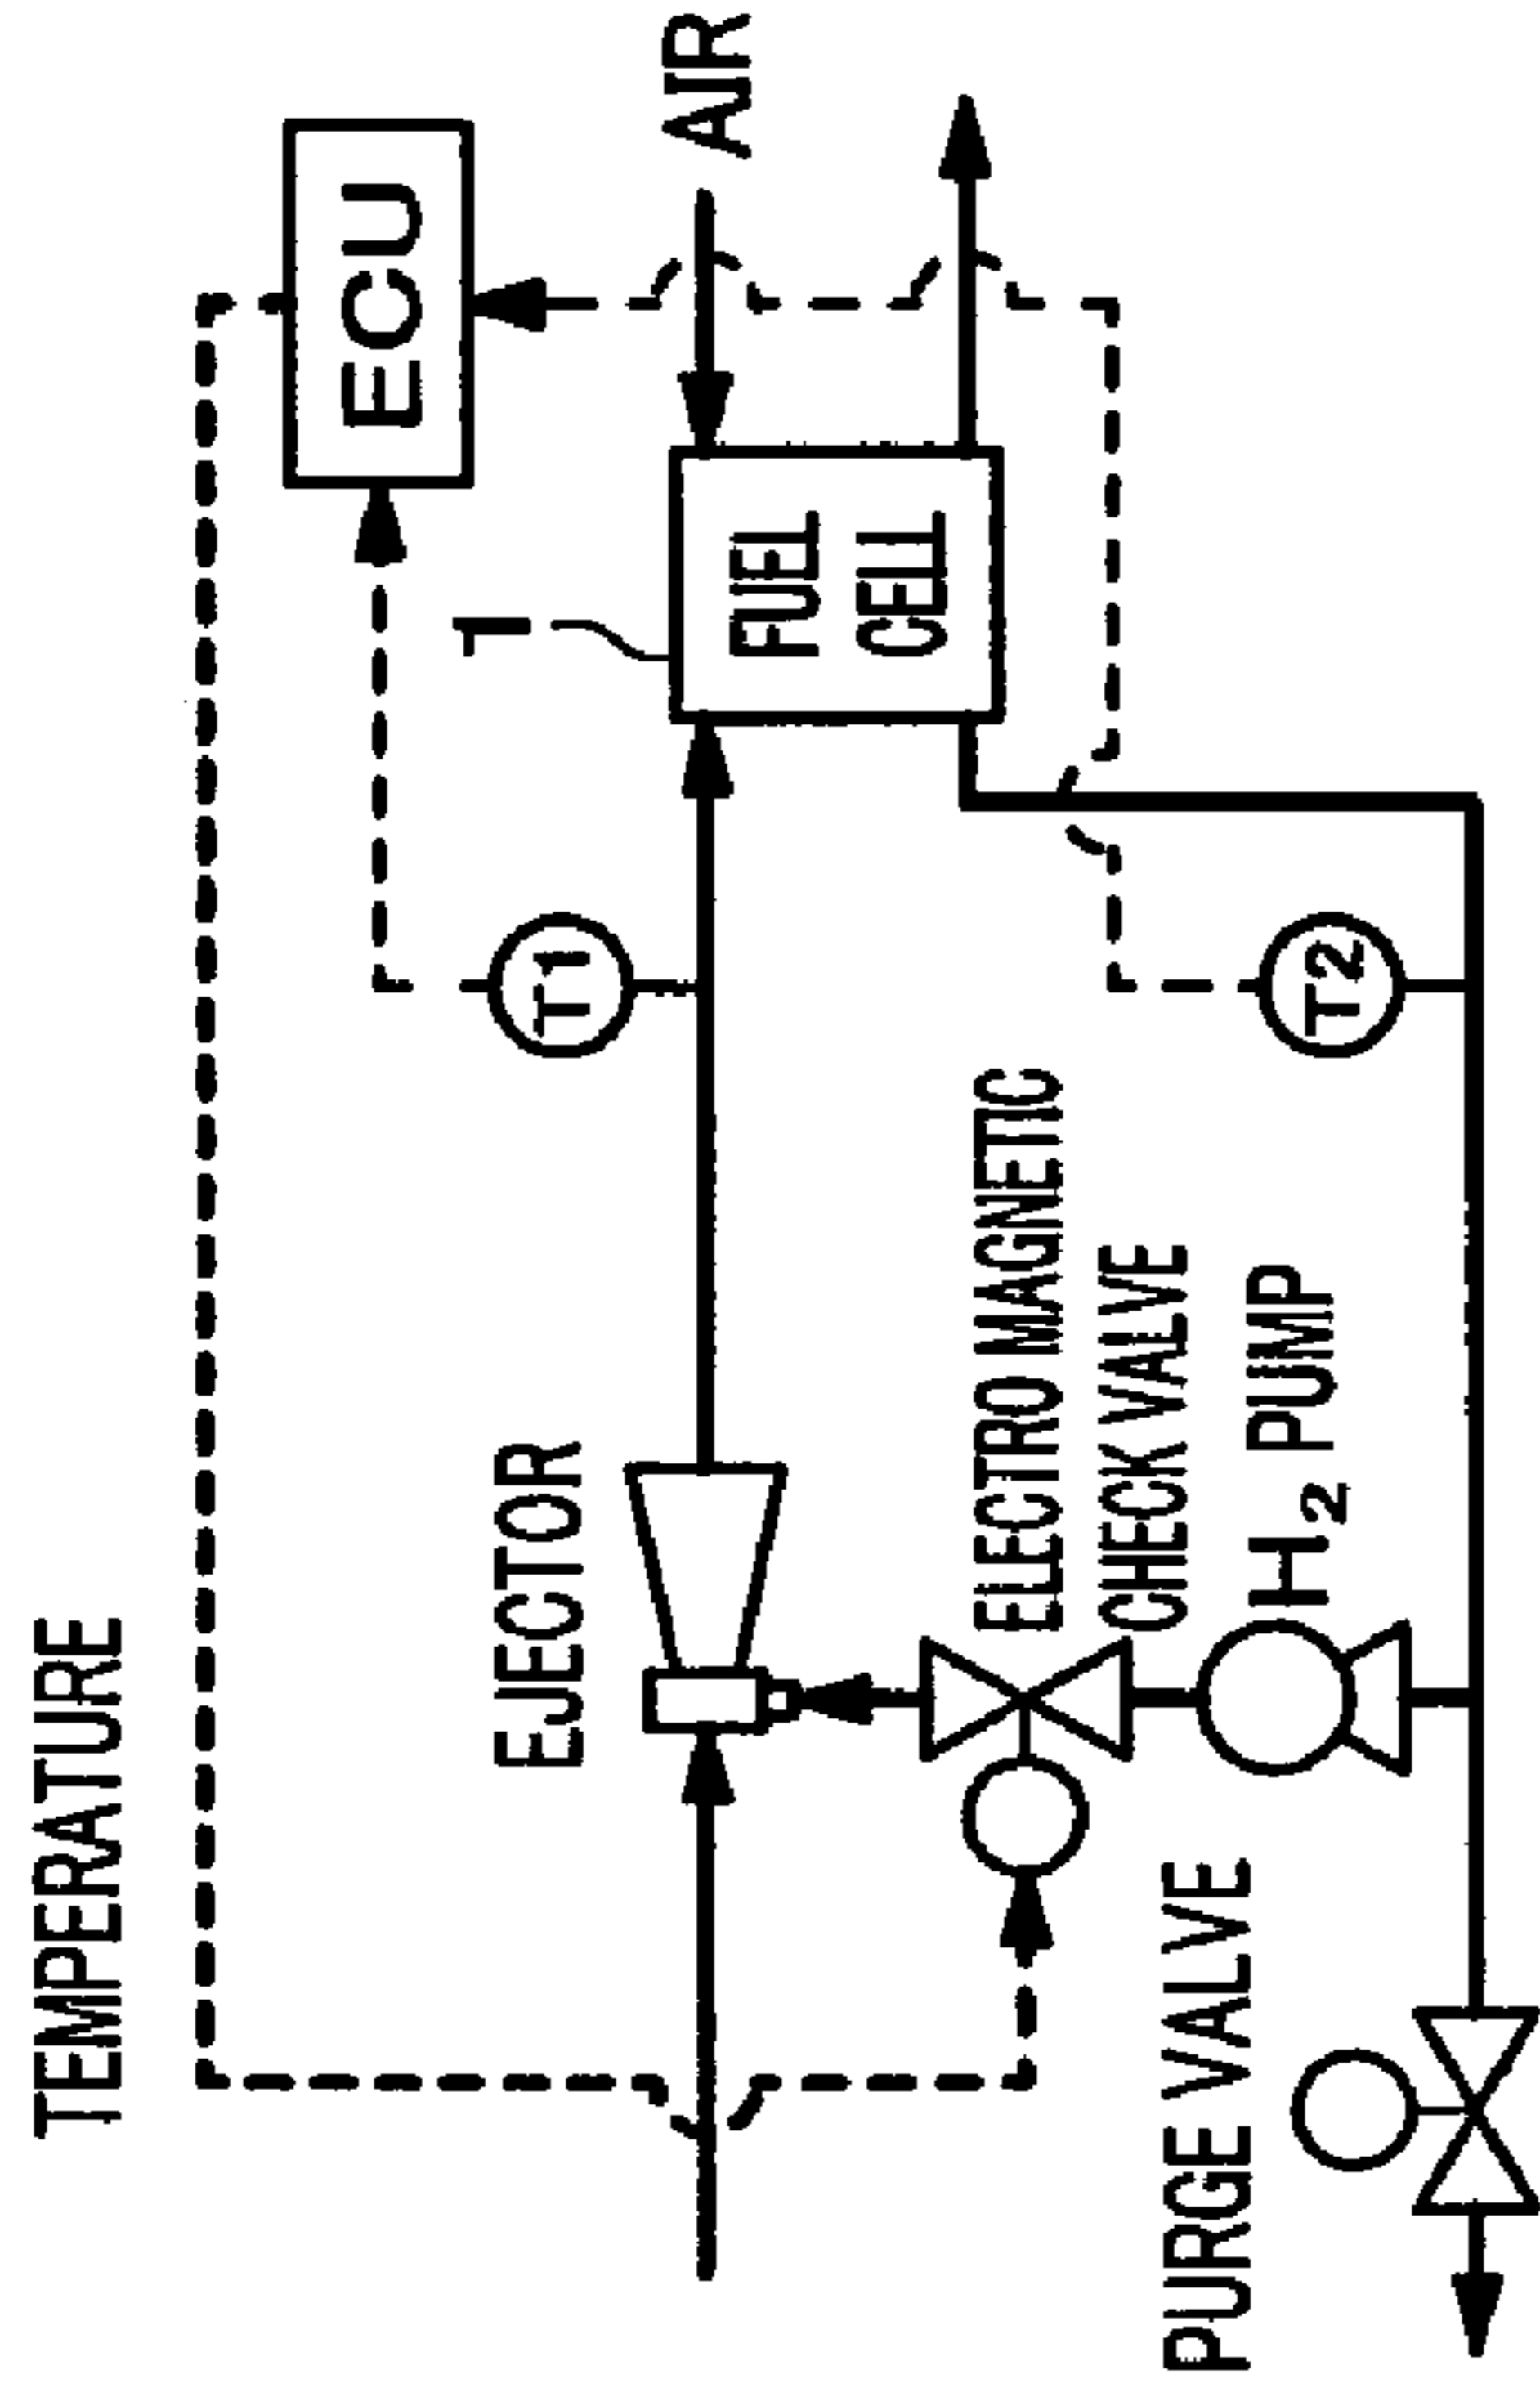 TEMPERATURE
ECU
AIR
1
FUEL
CELL
T1
T2
EJECTOR
ELECTRO MAGNETIC
CHECK VALVE
H₂ PUMP
PURGE VALVE